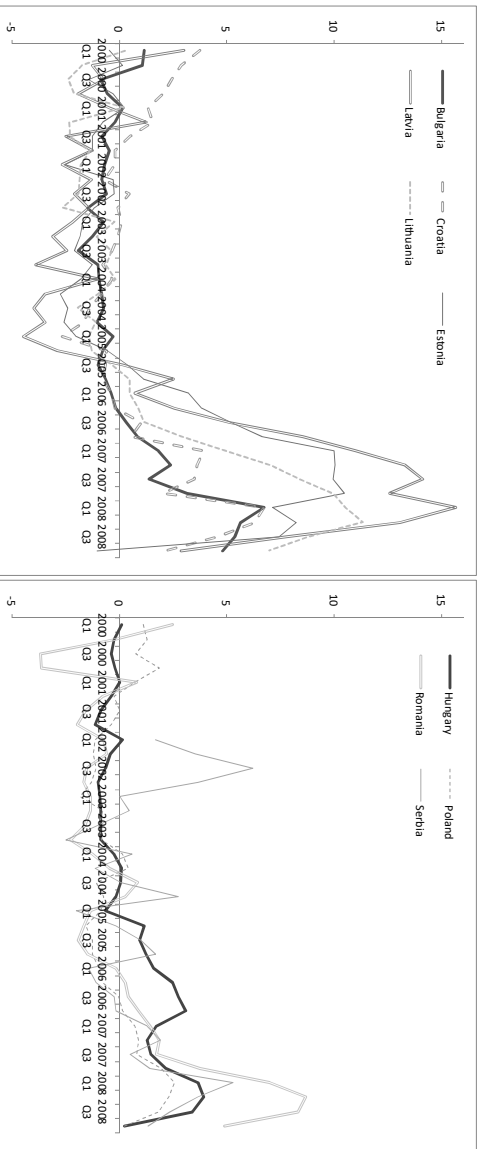 15
Bulgaria Croatia Estonia
Latvia Lithuania
10
5
0
2000 2000 2001 2001 2002 2002 2003 2003 2004 2004 2005 2005 2006 2006 2007 2007 2008 2008
Q1 Q3 Q1 Q3 Q1 Q3 Q1 Q3 Q1 Q3 Q1 Q3 Q1 Q3 Q1 Q3 Q1 Q3
-5
15
Hungary Poland
Romania Serbia
10
5
0
2000 2000 2001 2001 2002 2002 2003 2003 2004 2004 2005 2005 2006 2006 2007 2007 2008 2008
Q1 Q3 Q1 Q3 Q1 Q3 Q1 Q3 Q1 Q3 Q1 Q3 Q1 Q3 Q1 Q3 Q1 Q3
-5